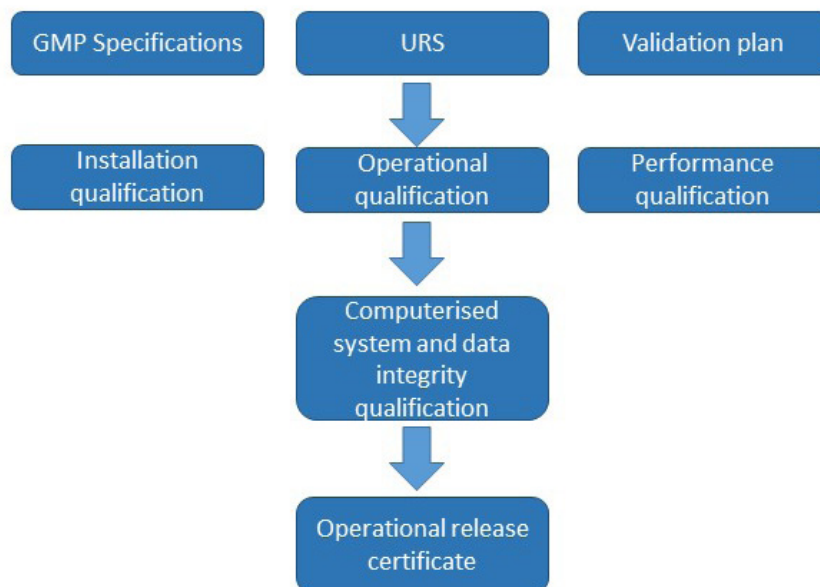 GMP Specifications
URS
Validation plan
Installation
qualification
Operational
qualification
Performance
qualification
Computerised
system and data
integrity
qualification
Operational release
certificate